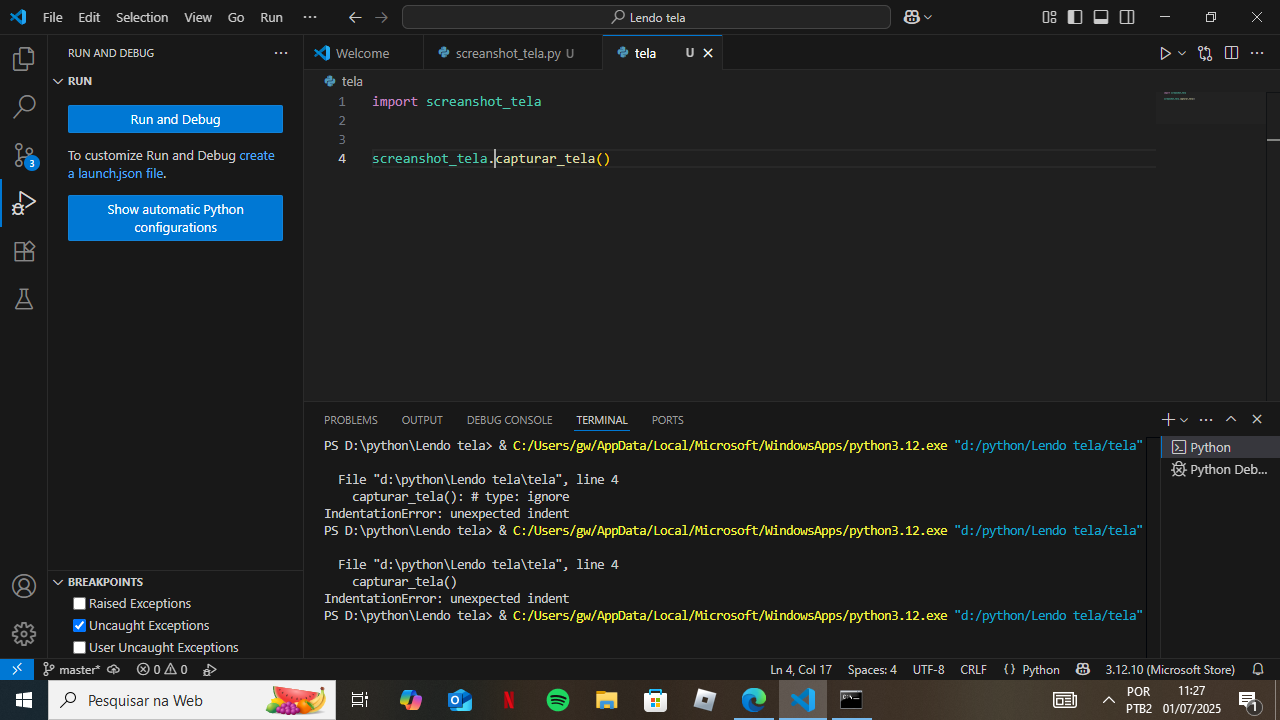 File Edit Selection View Go Run ··· Lendo tela
RUN AND DEBUG ···
RUN
Run and Debug
To customize Run and Debug create
a launch.json file.
Show automatic Python
configurations
3
BREAKPOINTS
Raised Exceptions
Uncaught Exceptions
User Uncaught Exceptions
Welcome screanshot_tela.py U tela U
tela
1 import screanshot_tela
2
3
4 screanshot_tela.capturar_tela()
PROBLEMS OUTPUT DEBUG CONSOLE TERMINAL PORTS
PS D:\python\Lendo tela> & C:/Users/gw/AppData/Local/Microsoft/WindowsApps/python3.12.exe "d:/python/Lendo tela/tela"
File "d:\python\Lendo tela\tela", line 4
capturar_tela(): # type: ignore
IndentationError: unexpected indent
PS D:\python\Lendo tela> & C:/Users/gw/AppData/Local/Microsoft/WindowsApps/python3.12.exe "d:/python/Lendo tela/tela"
File "d:\python\Lendo tela\tela", line 4
capturar_tela()
IndentationError: unexpected indent
PS D:\python\Lendo tela> & C:/Users/gw/AppData/Local/Microsoft/WindowsApps/python3.12.exe "d:/python/Lendo tela/tela"
Python
Python Deb...
master* 0 0 Ln 4, Col 17 Spaces: 4 UTF-8 CRLF {} Python 3.12.10 (Microsoft Store)
Pesquisar na Web
POR
PTB2
11:27
01/07/2025
1